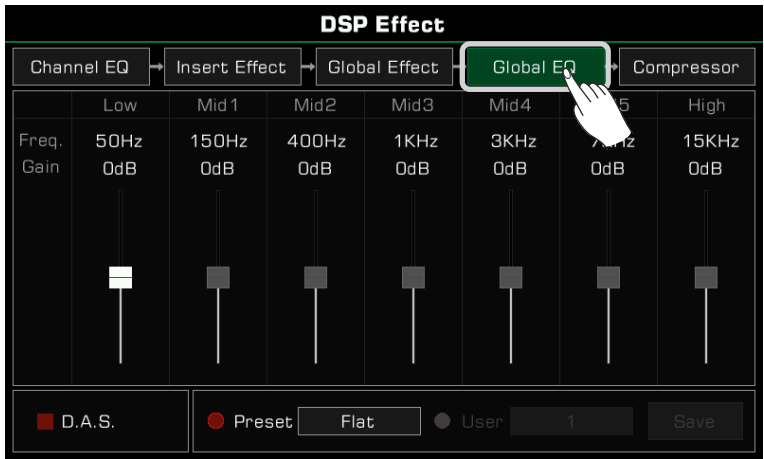 DSP Effect
Channel EQ Insert Effect Global Effect Global EQ Compressor
Low Mid1 Mid2 Mid3 Mid4 High
Freq. 50Hz 150Hz 400Hz 1KHz 3KHz 15KHz
Gain 0dB 0dB 0dB 0dB 0dB 0dB 0dB
D.A.S. Preset Flat User 1 Save